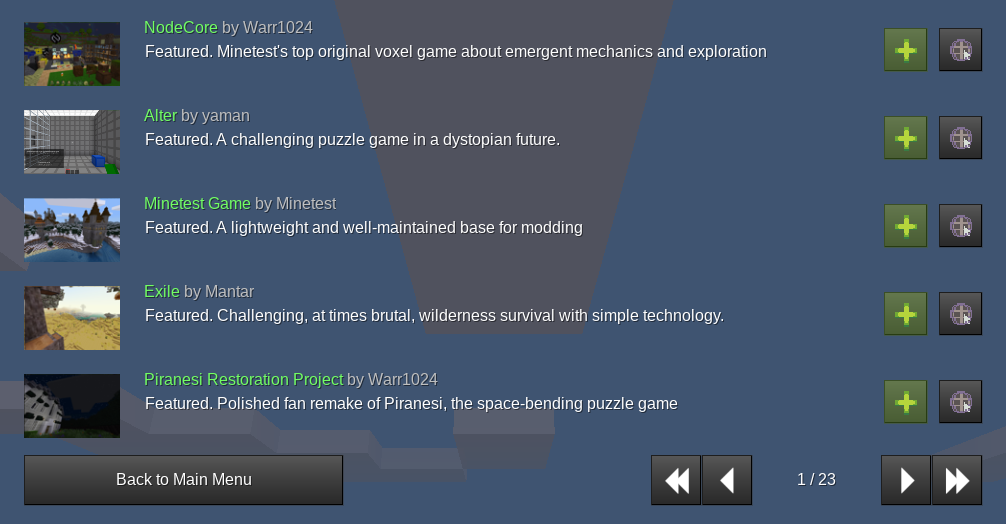 NodeCore by Warr1024
Featured. Minetest's top original voxel game about emergent mechanics and exploration
Alter by yaman
Featured. A challenging puzzle game in a dystopian future.
Minetest Game by Minetest
Featured. A lightweight and well-maintained base for modding
Exile by Mantar
Featured. Challenging, at times brutal, wilderness survival with simple technology.
Piranesi Restoration Project by Warr1024
Featured. Polished fan remake of Piranesi, the space-bending puzzle game
Back to Main Menu
1 / 23